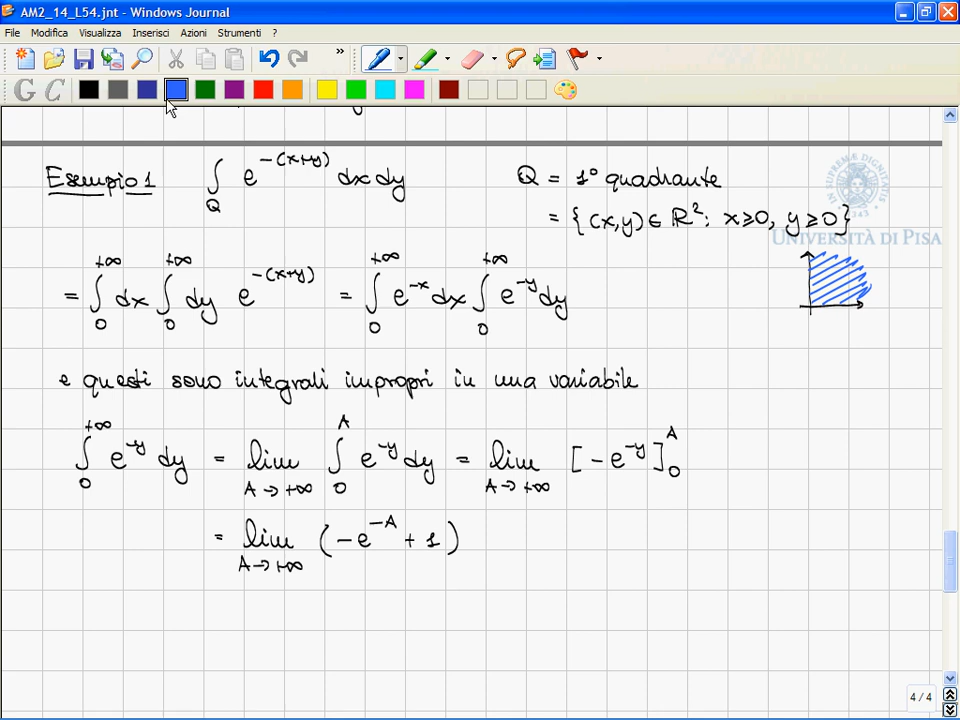 AM2_14_L54.jnt - Windows Journal
File Modifica Visualizza Inserisci Azioni Strumenti ?
G C
Esempio 1 ∫_Q e^{-(x+y)} dx dy Q = 1° quadrante
= {(x,y) ∈ ℝ²: x≥0, y≥0}
UNIVERSITÀ DI PISA
= ∫_0^{+∞} dx ∫_0^{+∞} dy e^{-(x+y)} = ∫_0^{+∞} e^{-x} dx ∫_0^{+∞} e^{-y} dy
e questi sono integrali impropri in una variabile
∫_0^{+∞} e^{-y} dy = lim_{A→+∞} ∫_0^A e^{-y} dy = lim_{A→+∞} [-e^{-y}]_0^A
= lim_{A→+∞} (-e^{-A} + 1)
4 / 4